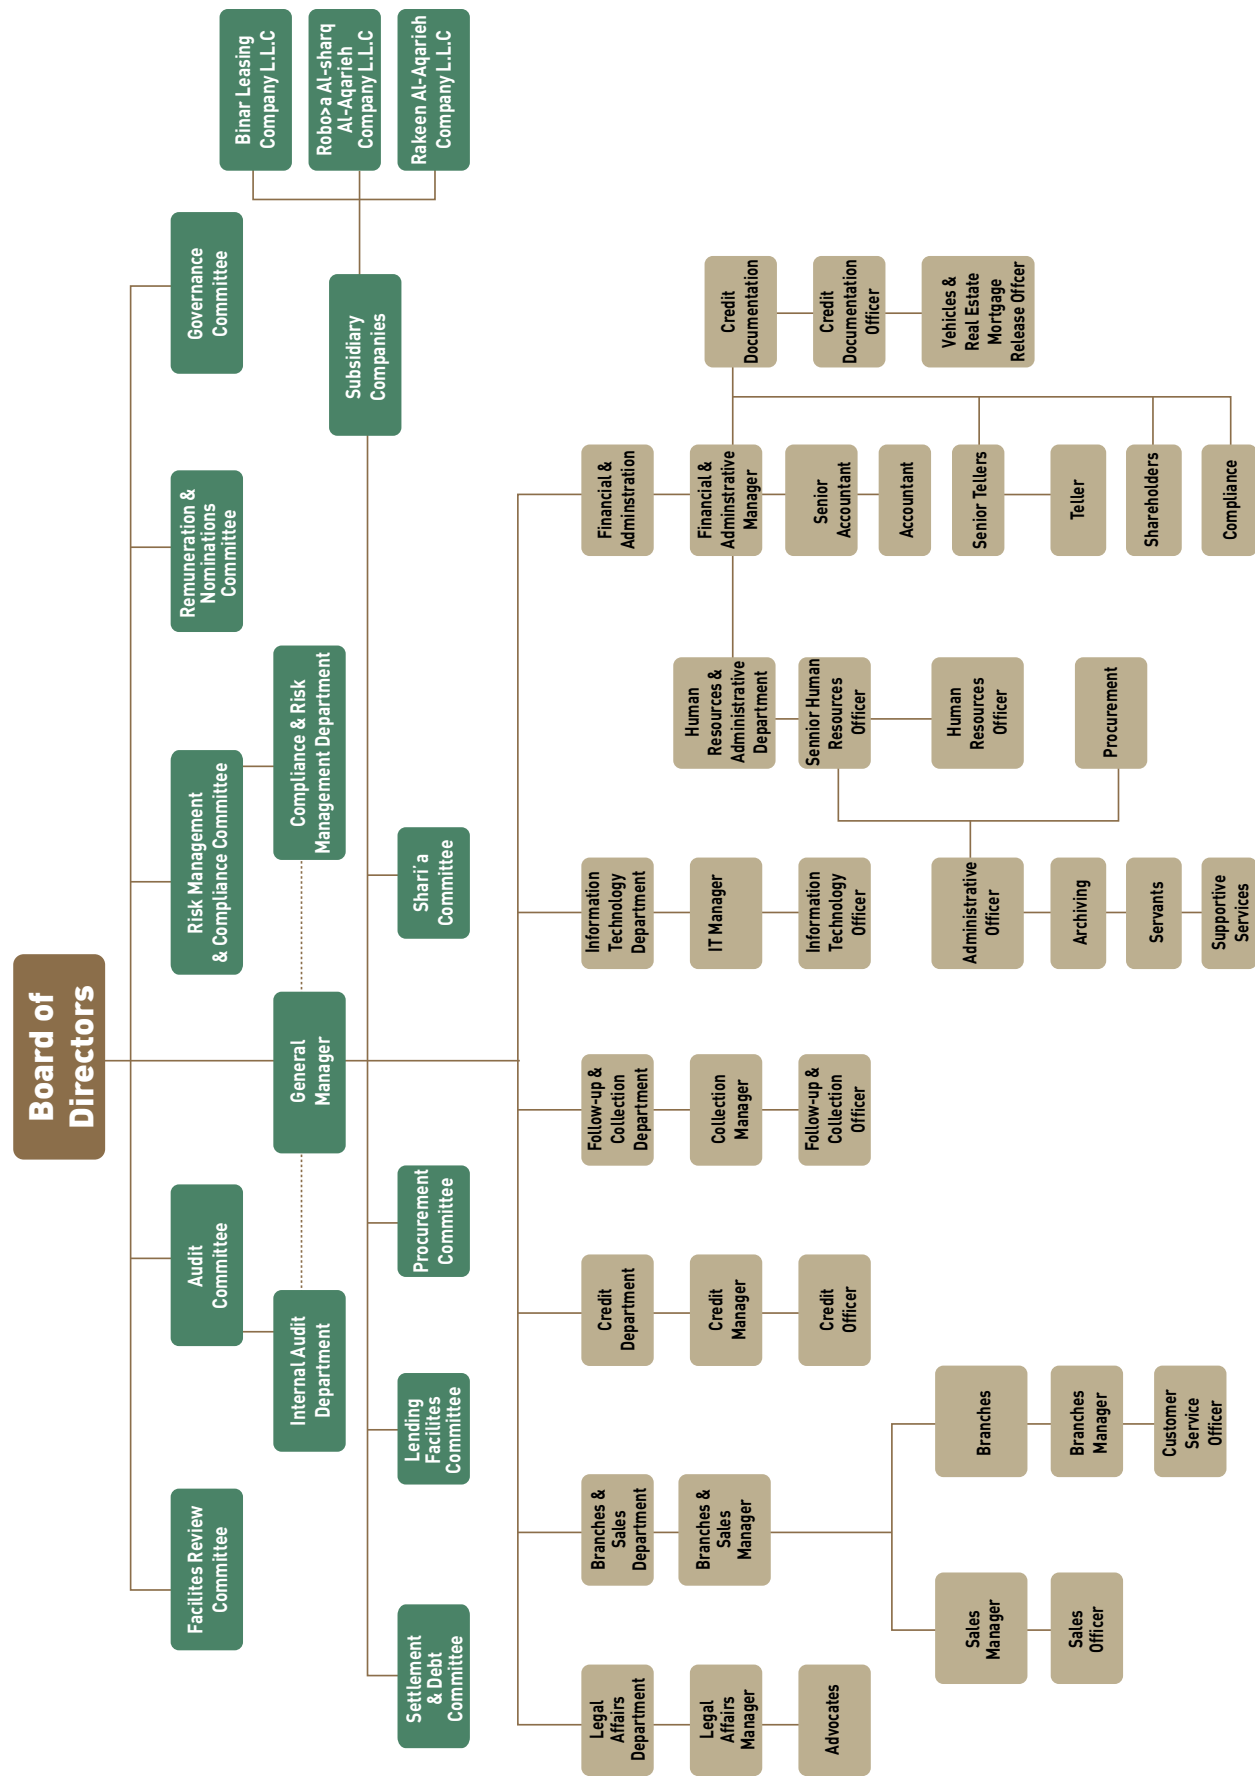 Board of
Directors
Facilites Review
Committee
Audit
Committee
Risk Management
& Compliance Committee
Remuneration &
Nominations
Committee
Governance
Committee
Internal Audit
Department
General
Manager
Compliance & Risk
Management Department
Subsidiary
Companies
Binar Leasing
Company L.L.C
Robo>a Al-sharq
Al-Aqarieh
Company L.L.C
Rakeen Al-Aqarieh
Company L.L.C
Settlement
& Debt
Committee
Lending
Facilites
Committee
Procurement
Committee
Shari'a
Committee
Legal
Affairs
Department
Legal
Affairs
Manager
Advocates
Branches &
Sales
Department
Branches &
Sales
Manager
Sales
Manager
Sales
Officer
Branches
Branches
Manager
Customer
Service
Officer
Credit
Department
Credit
Manager
Credit
Officer
Follow-up &
Collection
Department
Collection
Manager
Follow-up &
Collection
Officer
Information
Technology
Department
IT Manager
Information
Technology
Officer
Financial &
Adminstration
Financial &
Adminstrative
Manager
Senior
Accountant
Accountant
Senior Tellers
Teller
Shareholders
Compliance
Human
Resources &
Administrative
Department
Sennior Human
Resources
Officer
Human
Resources
Officer
Procurement
Administrative
Officer
Archiving
Servants
Supportive
Services
Credit
Documentation
Credit
Documentation
Officer
Vehicles &
Real Estate
Mortgage
Release Offcer